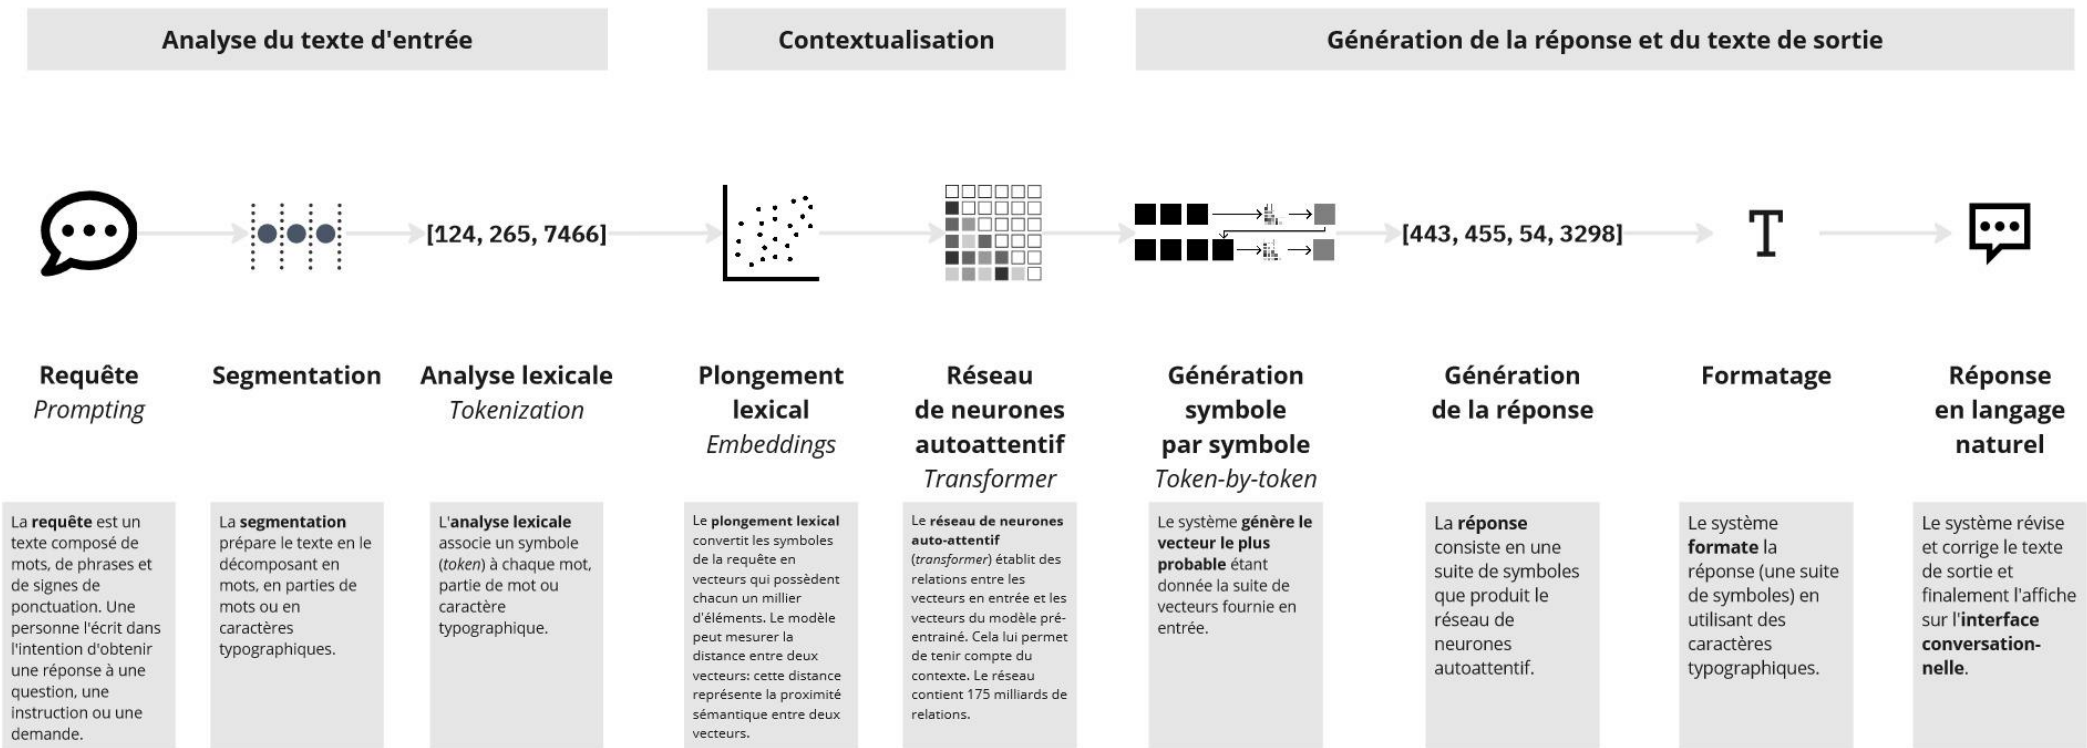 Analyse du texte d'entrée
Contextualisation
Génération de la réponse et du texte de sortie
[124, 265, 7466]
[443, 455, 54, 3298]
T
Requête
Prompting
Segmentation
Analyse lexicale
Tokenization
Plongement
lexical
Embeddings
Réseau
de neurones
autoattentif
Transformer
Génération
symbole
par symbole
Token-by-token
Génération
de la réponse
Formatage
Réponse
en langage
naturel
La requête est un
texte composé de
mots, de phrases et
de signes de
ponctuation. Une
personne l'écrit dans
l'intention d'obtenir
une réponse à une
question, une
instruction ou une
demande.
La segmentation
prépare le texte en le
décomposant en
mots, en parties de
mots ou en
caractères
typographiques.
L'analyse lexicale
associe un symbole
(token) à chaque mot,
partie de mot ou
caractère
typographique.
Le plongement lexical
convertit les symboles
de la requête en
vecteurs qui possèdent
chacun un millier
d'éléments. Le modèle
peut mesurer la
distance entre deux
vecteurs: cette distance
représente la proximité
sémantique entre deux
vecteurs.
Le réseau de neurones
auto-attentif
(transformer) établit des
relations entre les
vecteurs en entrée et les
vecteurs du modèle pré-
entrainé. Cela lui permet
de tenir compte du
contexte. Le réseau
contient 175 milliards de
relations.
Le système génère le
vecteur le plus
probable étant
donnée la suite de
vecteurs fournie en
entrée.
La réponse
consiste en une
suite de symboles
que produit le
réseau de
neurones
autoattentif.
Le système
formate la
réponse (une suite
de symboles) en
utilisant des
caractères
typographiques.
Le système révise
et corrige le texte
de sortie et
finalement l'affiche
sur l'interface
conversation-
nelle.